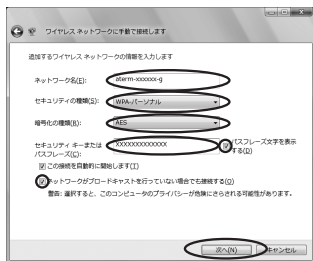 ワイヤレス ネットワークに手動で接続します
追加するワイヤレス ネットワークの情報を入力します
ネットワーク名(E): aterm-xxxxxx-g
セキュリティの種類(S): WPA-パーソナル
暗号化の種類(R): AES
セキュリティ キーまたはパスフレーズ(C): XXXXXXXXXXXXX パスフレーズ文字を表示する(D)
この接続を自動的に開始します(T)
ネットワークがブロードキャストを行っていない場合でも接続する(O)
警告: 選択すると、このコンピュータのプライバシーが危険にさらされる可能性があります。
次へ(N) キャンセル